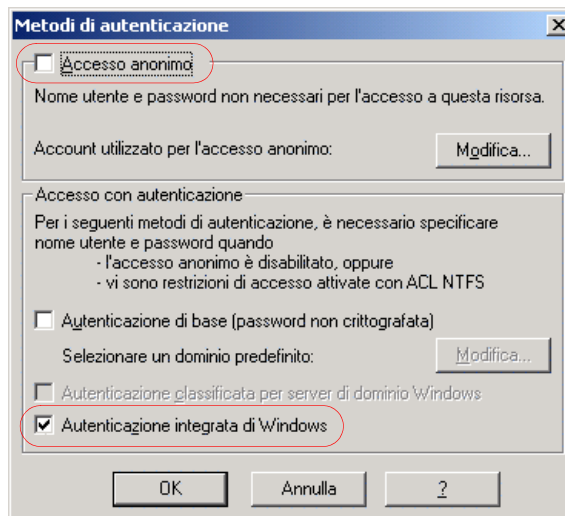 Metodi di autenticazione
Accesso anonimo
Nome utente e password non necessari per l'accesso a questa risorsa.
Account utilizzato per l'accesso anonimo:
Modifica...
Accesso con autenticazione
Per i seguenti metodi di autenticazione, è necessario specificare
nome utente e password quando
- l'accesso anonimo è disabilitato, oppure
- vi sono restrizioni di accesso attivate con ACL NTFS
Autenticazione di base (password non crittografata)
Selezionare un dominio predefinito:
Modifica...
Autenticazione classificata per server di dominio Windows
Autenticazione integrata di Windows
OK
Annulla
?